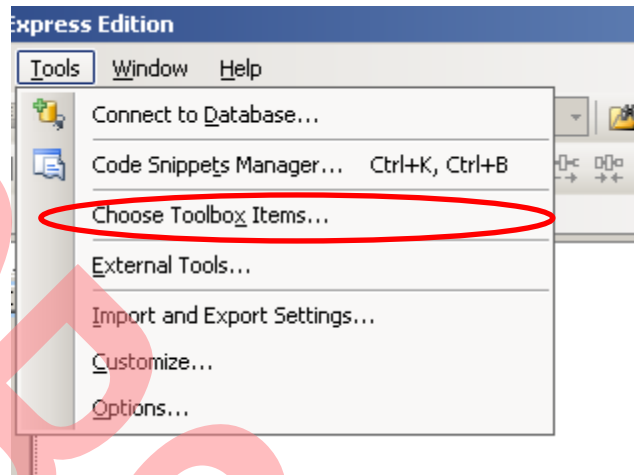 Express Edition
Tools Window Help
Connect to Database...
Code Snippets Manager... Ctrl+K, Ctrl+B
Choose Toolbox Items...
External Tools...
Import and Export Settings...
Customize...
Options...